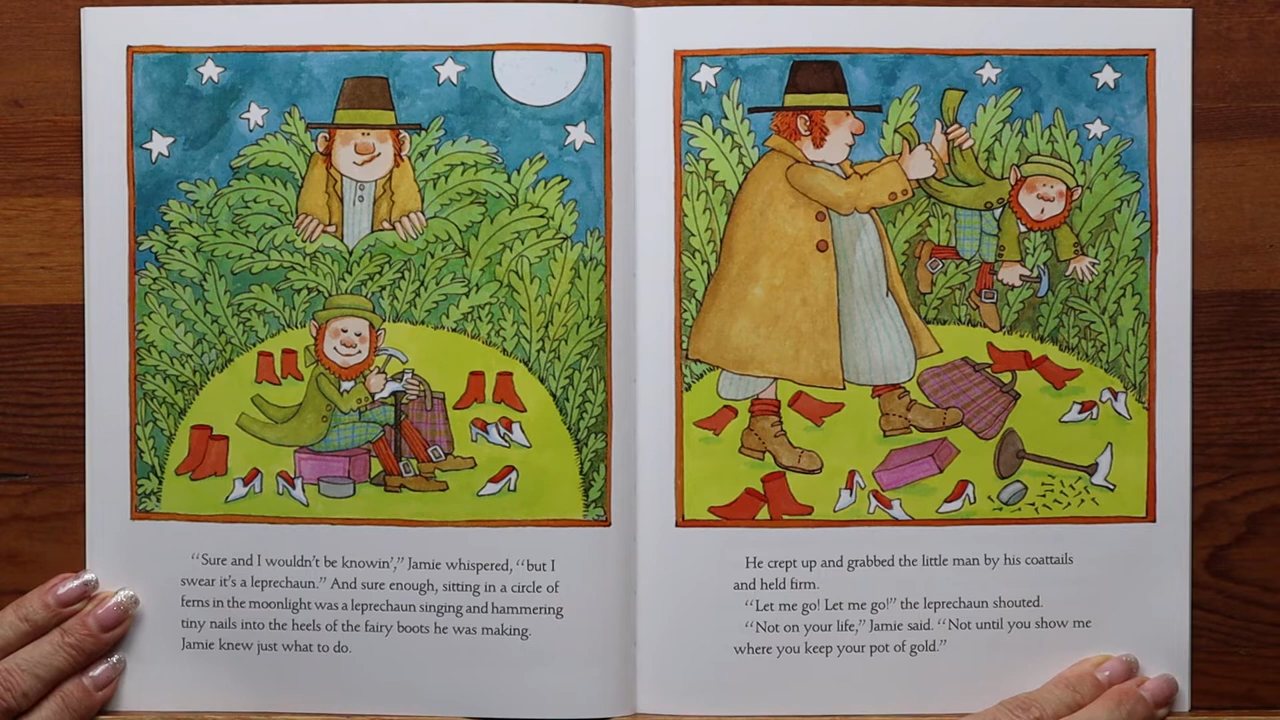 “Sure and I wouldn’t be knowin’,” Jamie whispered, “but I
swear it’s a leprechaun.” And sure enough, sitting in a circle of
ferns in the moonlight was a leprechaun singing and hammering
tiny nails into the heels of the fairy boots he was making.
Jamie knew just what to do.
He crept up and grabbed the little man by his coattails
and held firm.
“Let me go! Let me go!” the leprechaun shouted.
“Not on your life,” Jamie said. “Not until you show me
where you keep your pot of gold.”